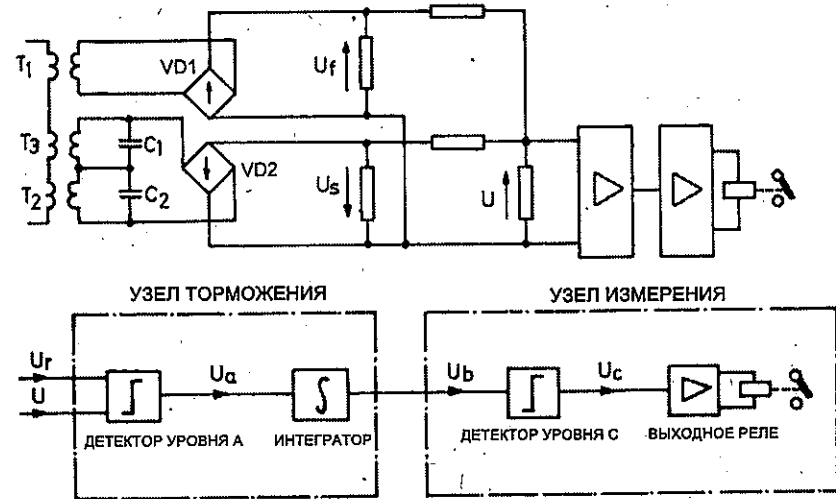 T1
VD1
Uf
T3
C1
VD2
T2
C2
Us
U
УЗЕЛ ТОРМОЖЕНИЯ
УЗЕЛ ИЗМЕРЕНИЯ
Ur
U
Ua
Ub
Uc
ДЕТЕКТОР УРОВНЯ А
ИНТЕГРАТОР
ДЕТЕКТОР УРОВНЯ С
ВЫХОДНОЕ РЕЛЕ